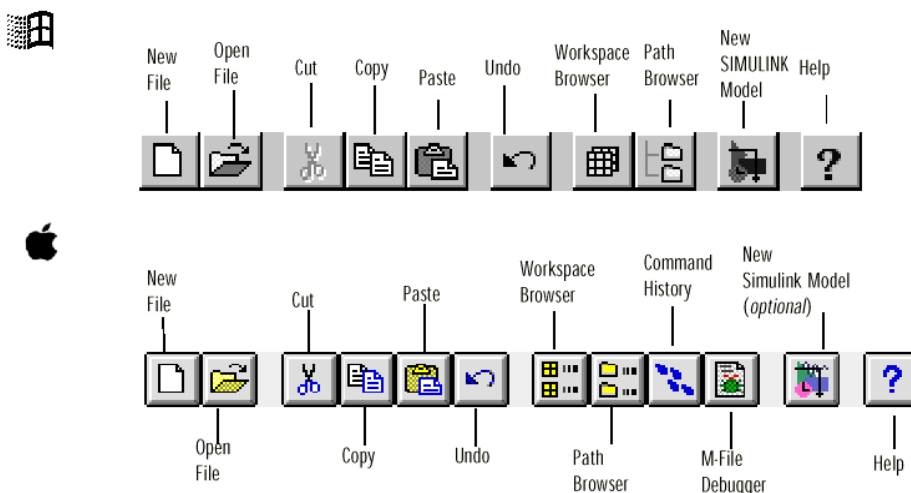 New
File
Open
File
Cut
Copy
Paste
Undo
Workspace
Browser
Path
Browser
New
SIMULINK
Model
Help
?
New
File
Cut
Paste
Workspace
Browser
Command
History
New
Simulink Model
(optional)
?
Open
File
Copy
Undo
Path
Browser
M-File
Debugger
Help